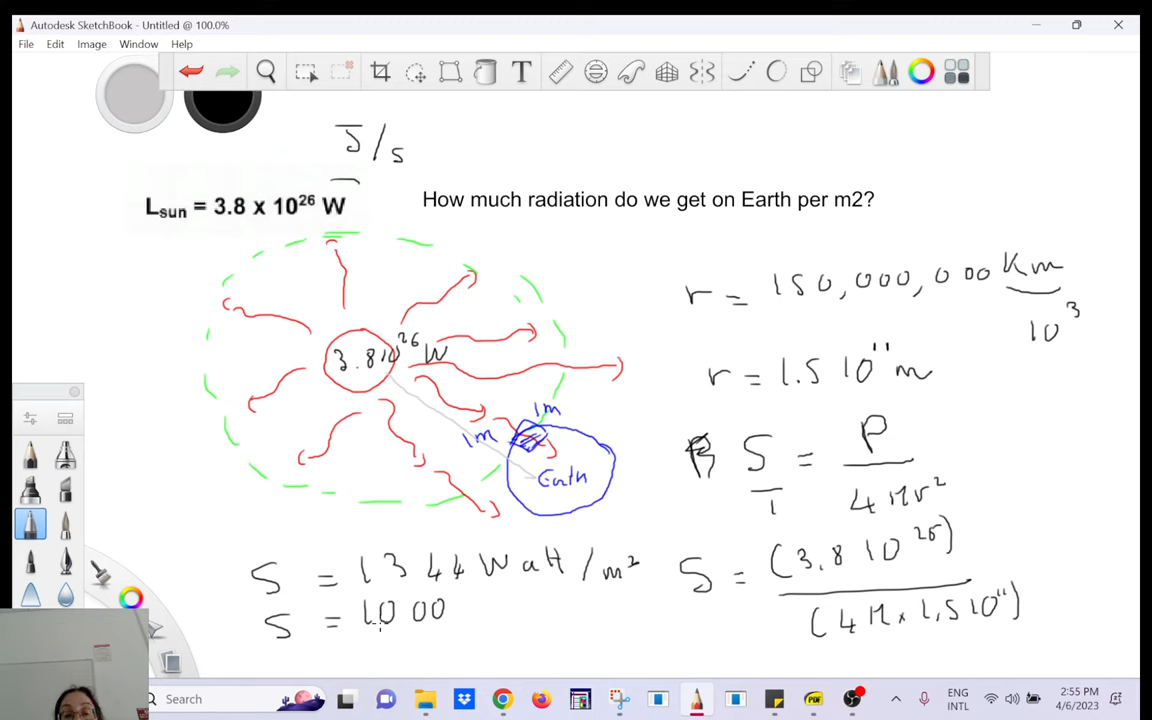 Autodesk SketchBook - Untitled @ 100.0%
File Edit Image Window Help
J/s
Lsun = 3.8 x 10²⁶ W
How much radiation do we get on Earth per m2?
r = 150,000,000 Km
10³
3.8 10²⁶ W
r = 1.5 10¹¹ m
1m
1m
Earth
S = P / 4πr²
S = 1344 Watt/m²
S = (3.8 10²⁶) / (4π × 1.5 10¹¹)
S = 1000
Search
ENG
INTL
2:55 PM
4/6/2023